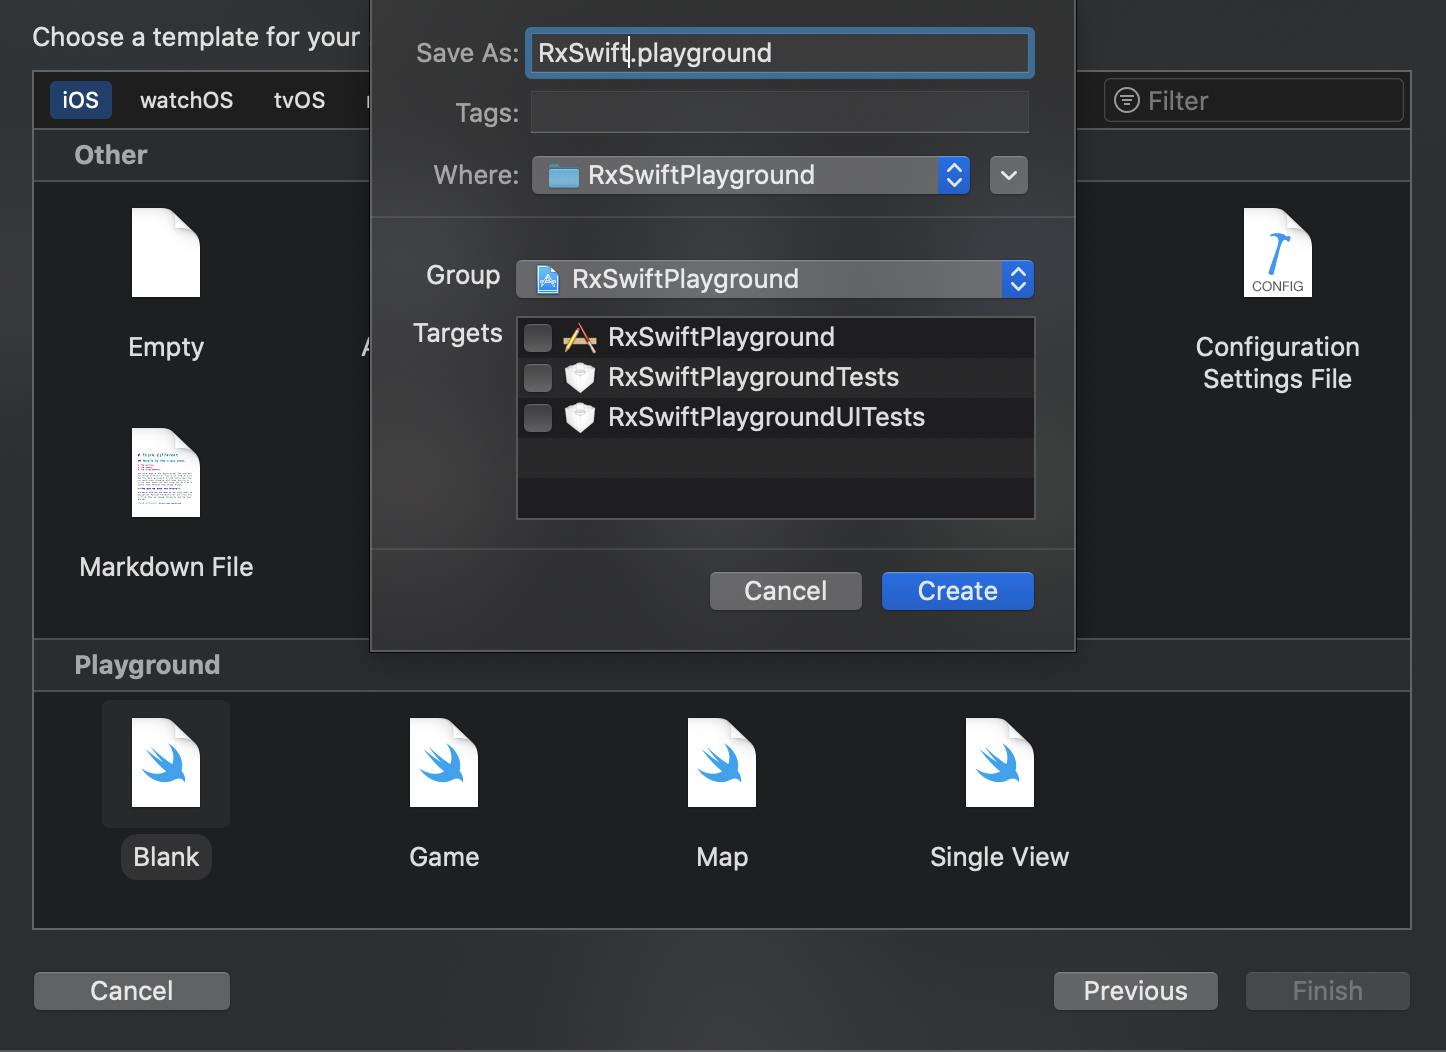 Choose a template for your
iOS
watchOS
tvOS
Filter
Save As:
RxSwift.playground
Tags:
Where:
RxSwiftPlayground
Group
RxSwiftPlayground
Targets
RxSwiftPlayground
RxSwiftPlaygroundTests
RxSwiftPlaygroundUITests
Cancel
Create
Other
Empty
CONFIG
Configuration
Settings File
Markdown File
Playground
Blank
Game
Map
Single View
Cancel
Previous
Finish